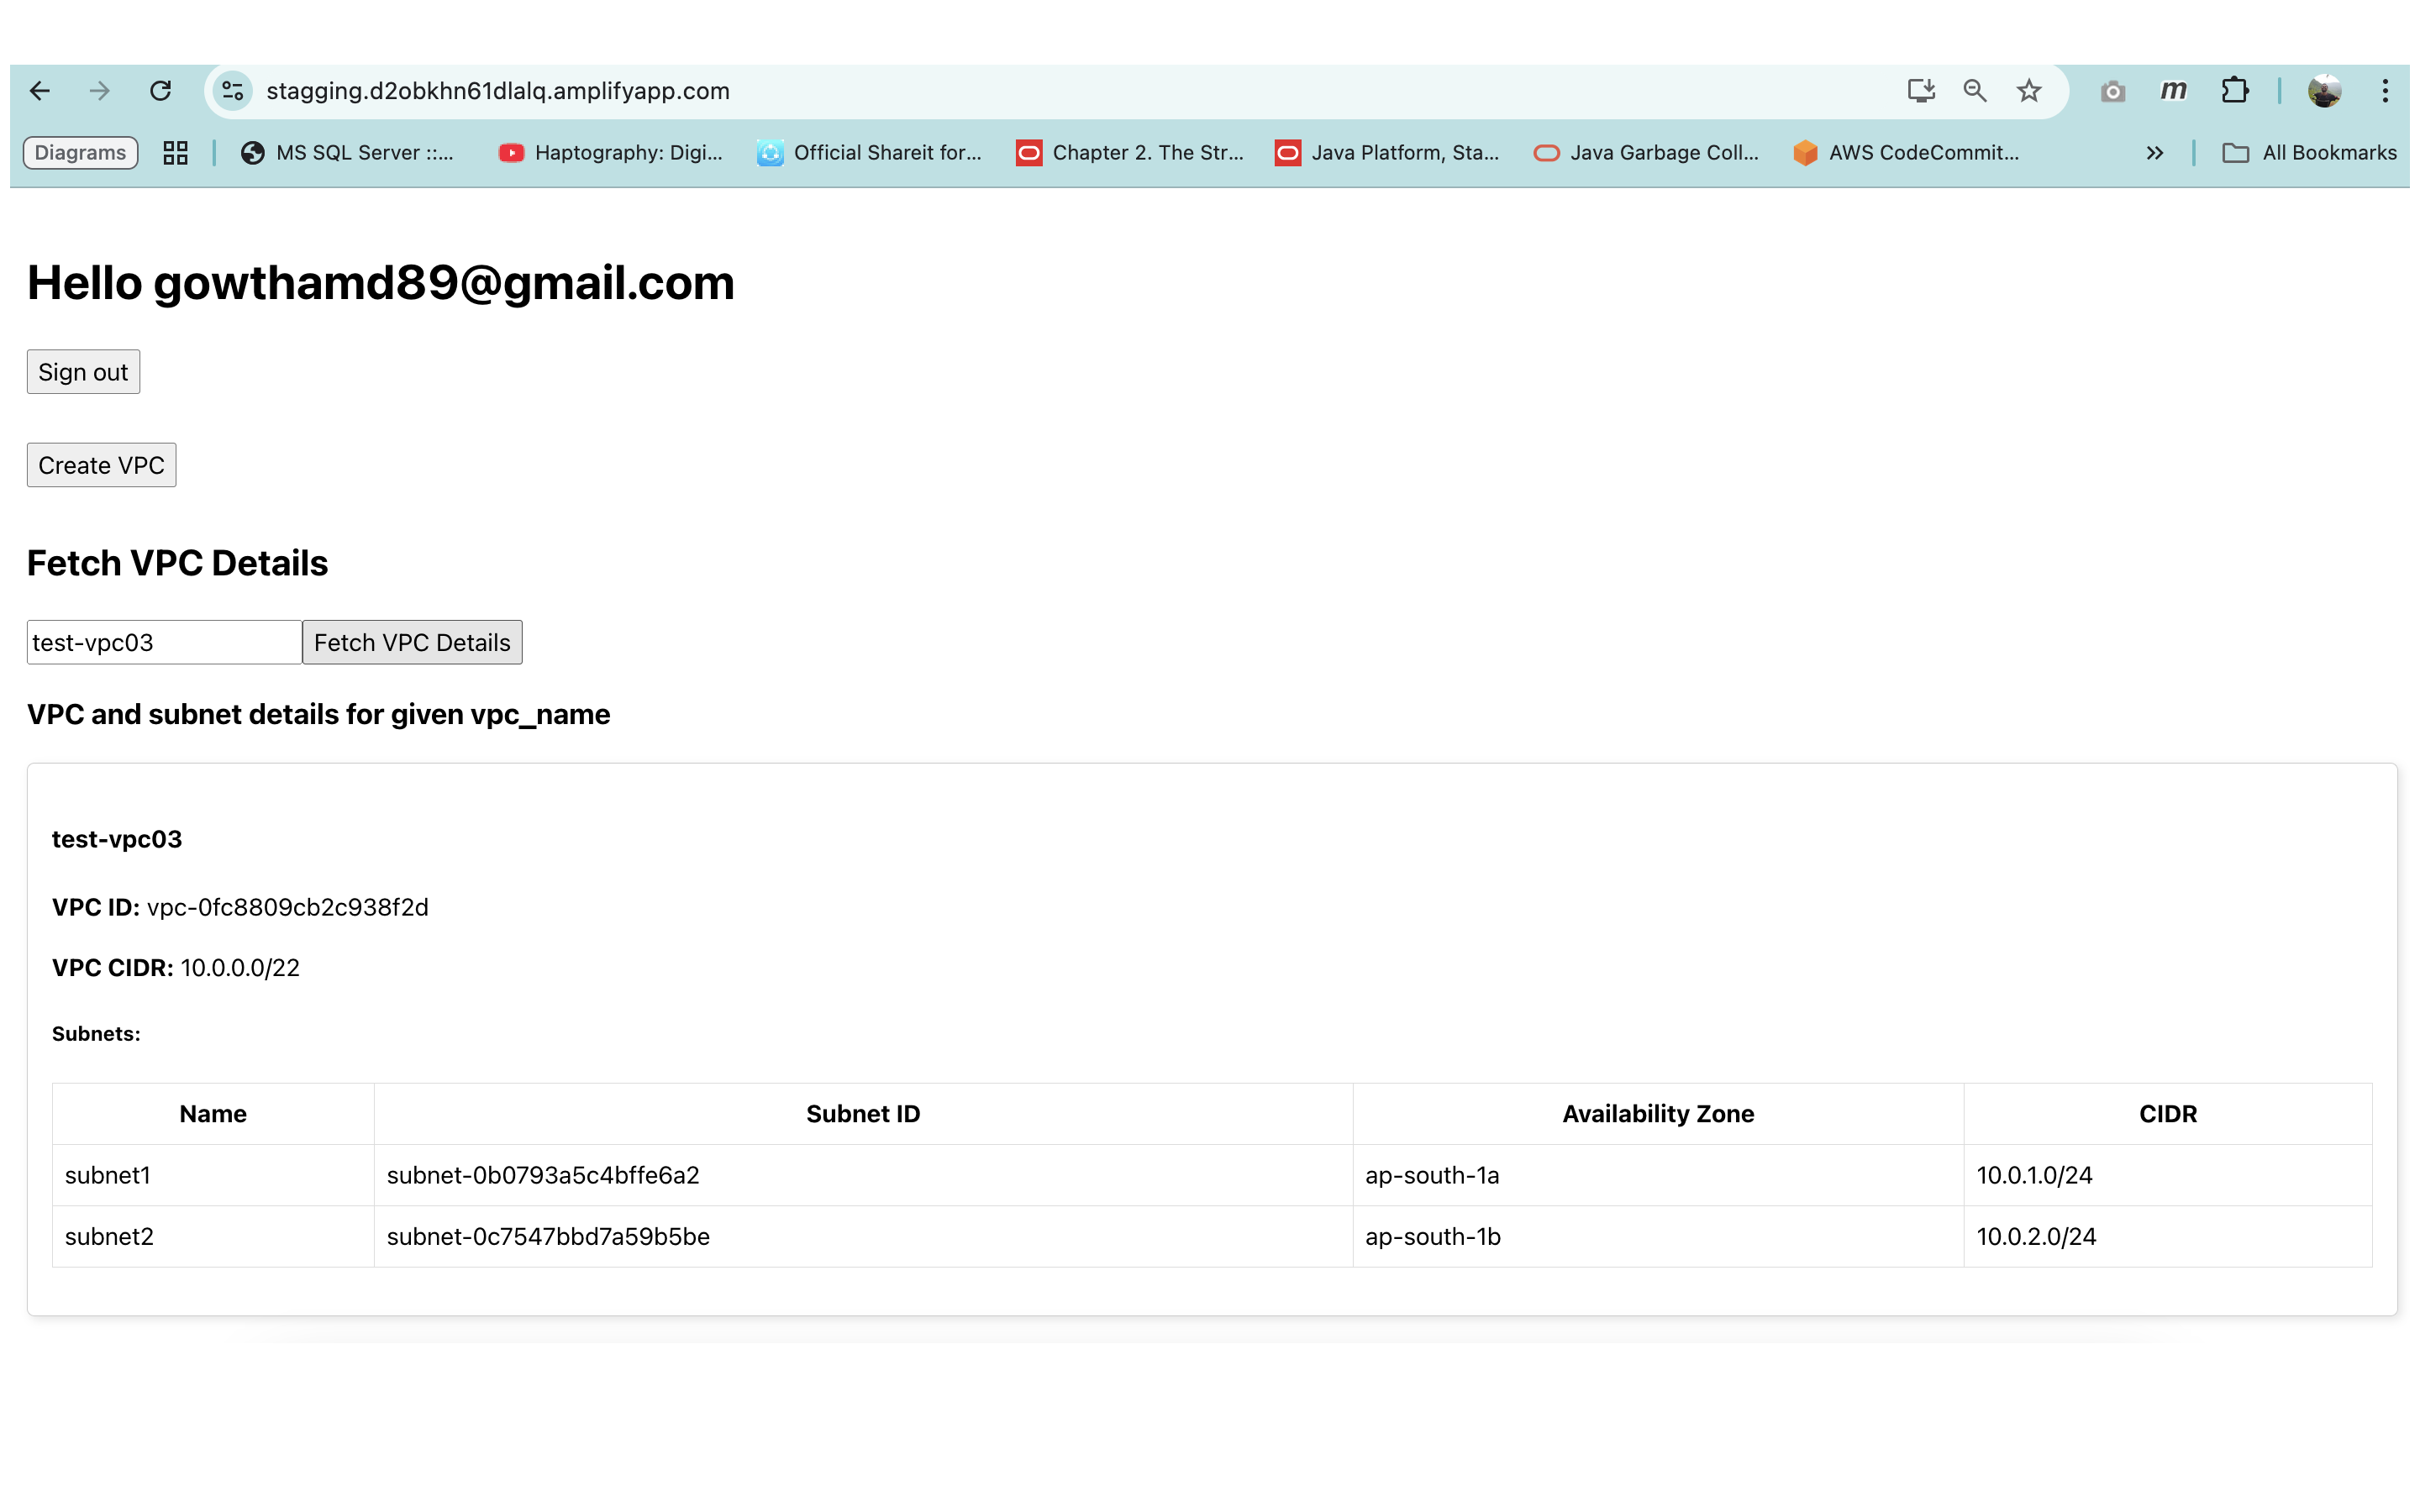 stagging.d2obkhn61dlalq.amplifyapp.com
m
Diagrams
MS SQL Server ::...
Haptography: Digi...
Official Shareit for...
Chapter 2. The Str...
Java Platform, Sta...
Java Garbage Coll...
AWS CodeCommit...
All Bookmarks
Hello gowthamd89@gmail.com
Sign out
Create VPC
Fetch VPC Details
test-vpc03 Fetch VPC Details
VPC and subnet details for given vpc_name
test-vpc03
VPC ID: vpc-0fc8809cb2c938f2d
VPC CIDR: 10.0.0.0/22
Subnets:
Name Subnet ID Availability Zone CIDR
subnet1 subnet-0b0793a5c4bffe6a2 ap-south-1a 10.0.1.0/24
subnet2 subnet-0c7547bbd7a59b5be ap-south-1b 10.0.2.0/24